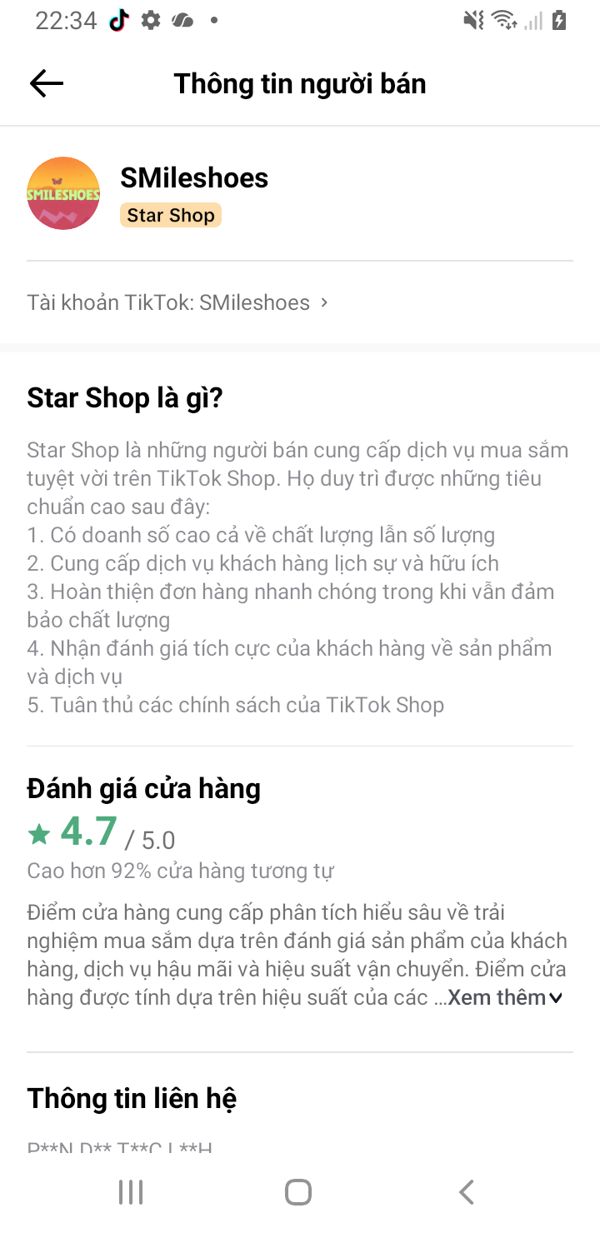 22:34
Thông tin người bán
SMILESHOES
SMileshoes
Star Shop
Tài khoản TikTok: SMileshoes >
Star Shop là gì?
Star Shop là những người bán cung cấp dịch vụ mua sắm
tuyệt vời trên TikTok Shop. Họ duy trì được những tiêu
chuẩn cao sau đây:
1. Có doanh số cao cả về chất lượng lẫn số lượng
2. Cung cấp dịch vụ khách hàng lịch sự và hữu ích
3. Hoàn thiện đơn hàng nhanh chóng trong khi vẫn đảm
bảo chất lượng
4. Nhận đánh giá tích cực của khách hàng về sản phẩm
và dịch vụ
5. Tuân thủ các chính sách của TikTok Shop
Đánh giá cửa hàng
4.7 / 5.0
Cao hơn 92% cửa hàng tương tự
Điểm cửa hàng cung cấp phân tích hiểu sâu về trải
nghiệm mua sắm dựa trên đánh giá sản phẩm của khách
hàng, dịch vụ hậu mãi và hiệu suất vận chuyển. Điểm cửa
hàng được tính dựa trên hiệu suất của các ...Xem thêm
Thông tin liên hệ